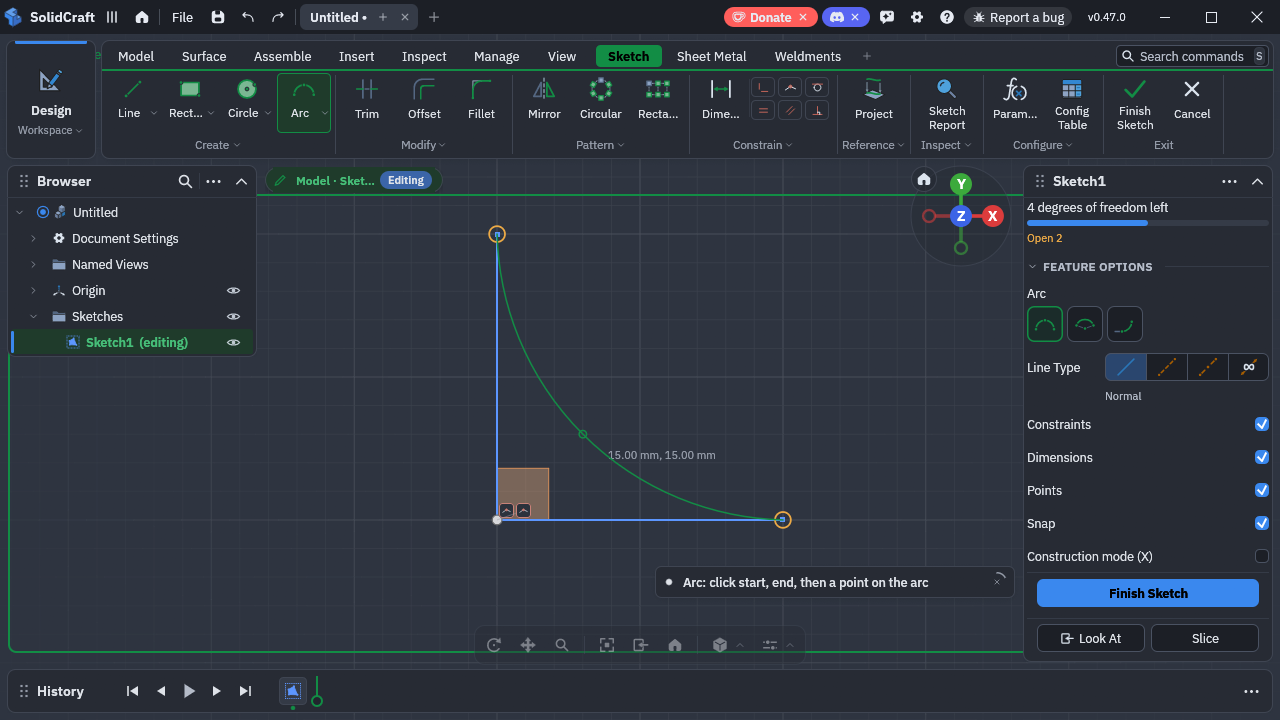 SolidCraft
File
Untitled •
Donate
Report a bug
v0.47.0
Model
Surface
Assemble
Insert
Inspect
Manage
View
Sketch
Sheet Metal
Weldments
Search commands
S
Design
Workspace
Line
Rect...
Circle
Arc
Create
Trim
Offset
Fillet
Modify
Mirror
Circular
Recta...
Pattern
Dime...
Constrain
Project
Reference
Sketch
Report
Inspect
Param...
Config
Table
Configure
Finish
Sketch
Cancel
Exit
Browser
Untitled
Document Settings
Named Views
Origin
Sketches
Sketch1 (editing)
Model · Sket...
Editing
Y
Z
X
15.00 mm, 15.00 mm
Arc: click start, end, then a point on the arc
Sketch1
4 degrees of freedom left
Open 2
FEATURE OPTIONS
Arc
Line Type
Normal
Constraints
Dimensions
Points
Snap
Construction mode (X)
Finish Sketch
Look At
Slice
History